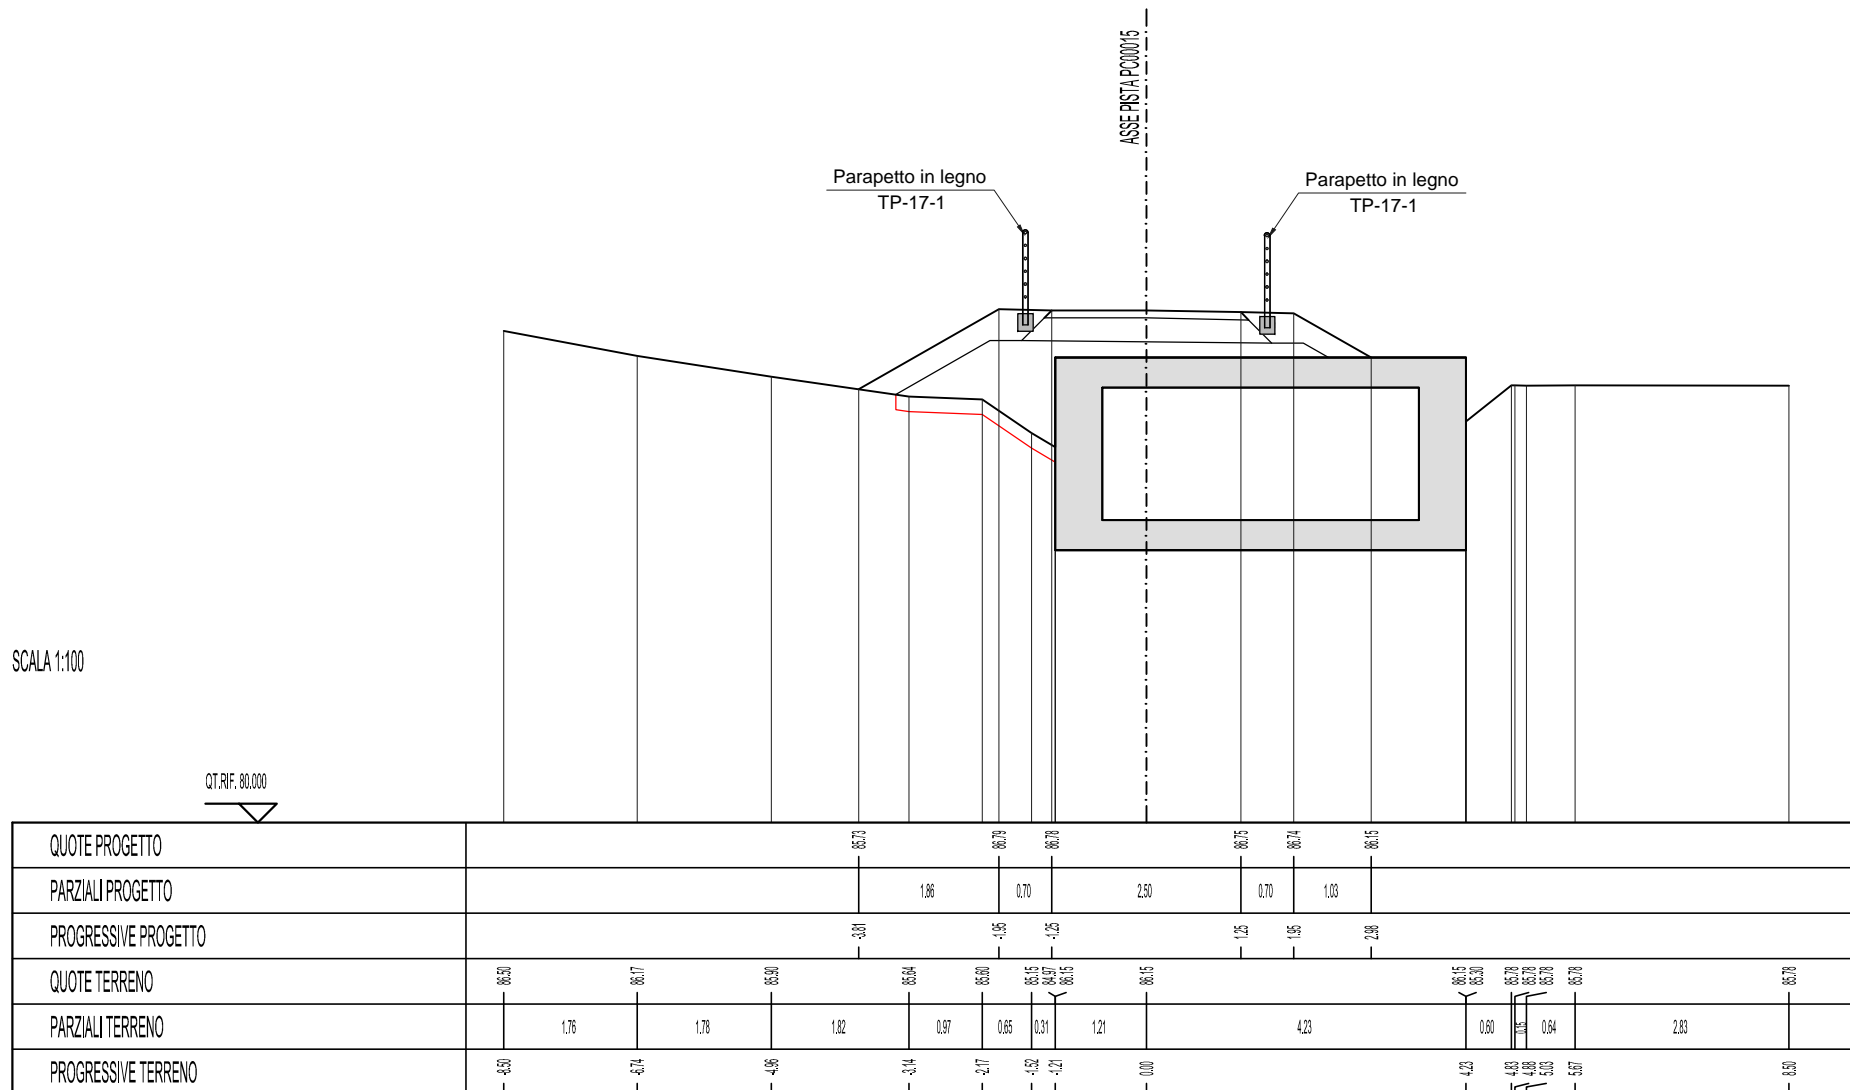 ASSE PISTA PC00015
Parapetto in legno
TP-17-1
Parapetto in legno
TP-17-1
SCALA 1:100
QT.RIF. 80.000
QUOTE PROGETTO 85.73 86.79 86.78 86.75 86.74 86.15
PARZIALI PROGETTO 1.86 0.70 2.50 0.70 1.03
PROGRESSIVE PROGETTO -3.81 -1.95 -1.25 1.25 1.95 2.98
QUOTE TERRENO 86.50 86.17 85.90 85.64 85.60 85.15 84.97 86.15 86.15 86.15 85.30 85.78 85.78 85.78 85.78 85.78
PARZIALI TERRENO 1.76 1.78 1.82 0.97 0.65 0.31 1.21 4.23 0.60 0.15 0.64 2.83
PROGRESSIVE TERRENO -8.50 -6.74 -4.96 -3.14 -2.17 -1.52 -1.21 0.00 4.23 4.83 4.88 5.03 5.67 8.50